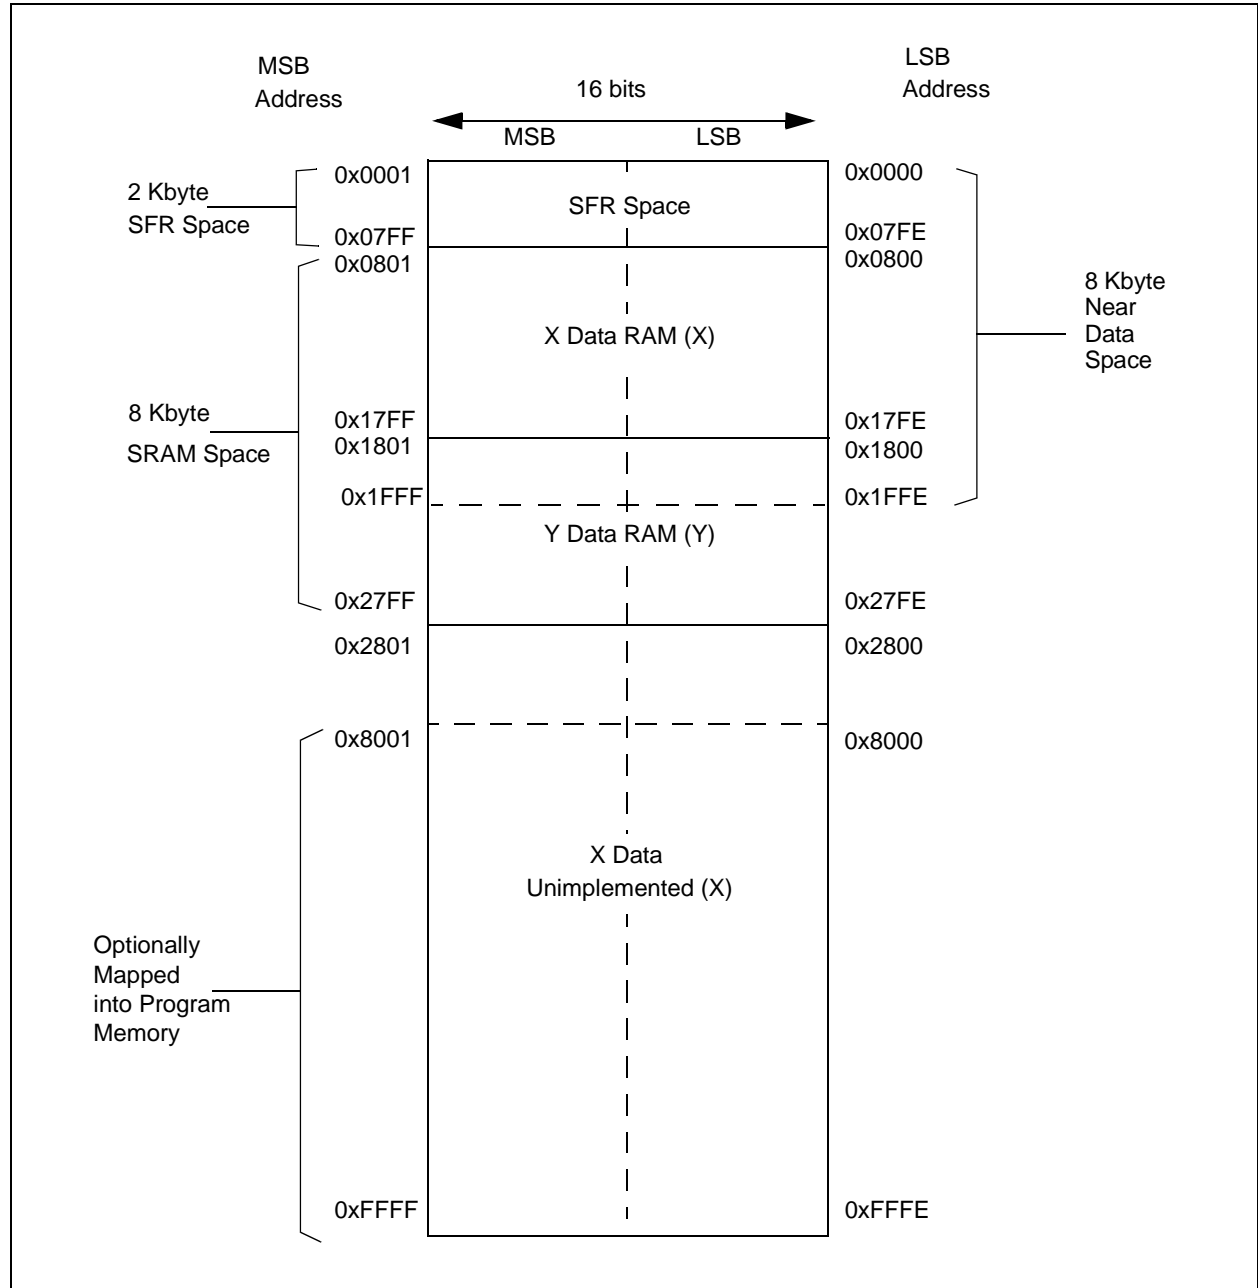 MSB
Address
LSB
Address
16 bits
MSB LSB
0x0001
0x0000
2 Kbyte
SFR Space
SFR Space
0x07FF
0x07FE
0x0801
0x0800
8 Kbyte
Near
Data
Space
X Data RAM (X)
8 Kbyte
SRAM Space
0x17FF
0x17FE
0x1801
0x1800
0x1FFF
0x1FFE
Y Data RAM (Y)
0x27FF
0x27FE
0x2801
0x2800
0x8001
0x8000
X Data
Unimplemented (X)
Optionally
Mapped
into Program
Memory
0xFFFF
0xFFFE